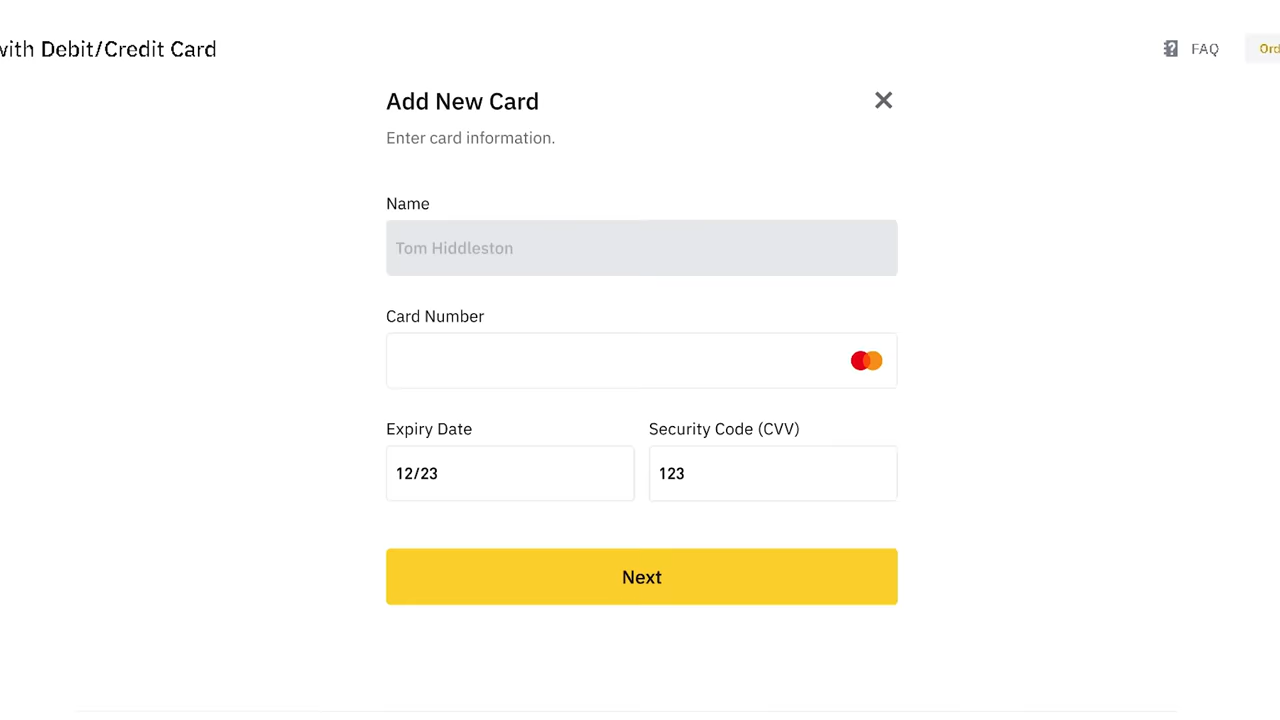 with Debit/Credit Card
FAQ
Add New Card
Enter card information.
Name
Tom Hiddleston
Card Number
Expiry Date
Security Code (CVV)
12/23
123
Next